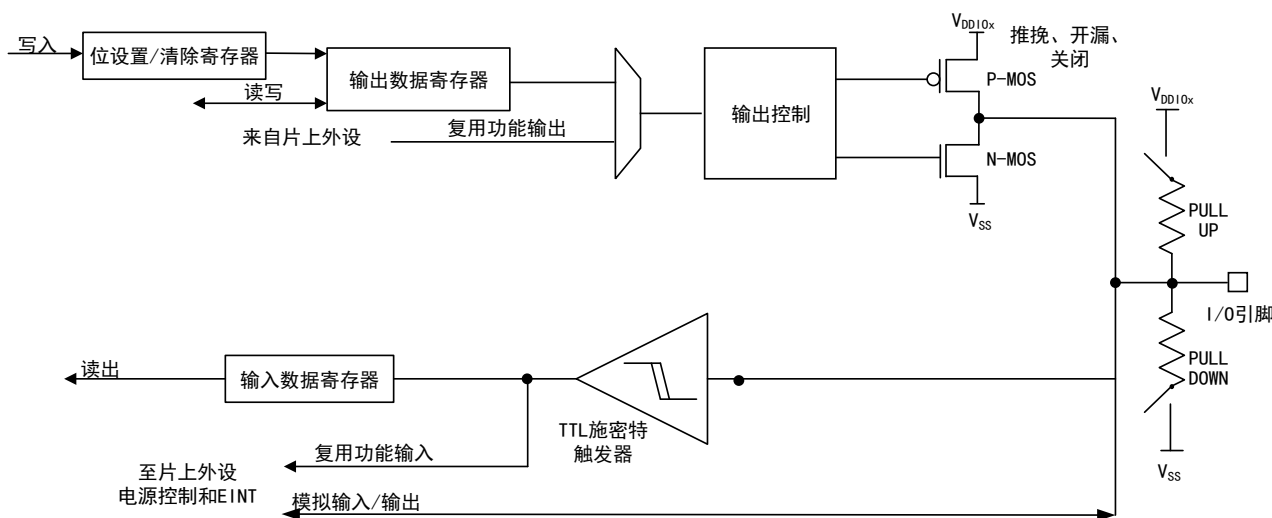 写入
位设置/清除寄存器
读写
输出数据寄存器
来自片上外设
复用功能输出
输出控制
VDDIOx
推挽、开漏、
关闭
P-MOS
N-MOS
VSS
VDDIOx
PULL
UP
I/O引脚
PULL
DOWN
VSS
读出
输入数据寄存器
TTL施密特
触发器
复用功能输入
至片上外设
电源控制和EINT
模拟输入/输出